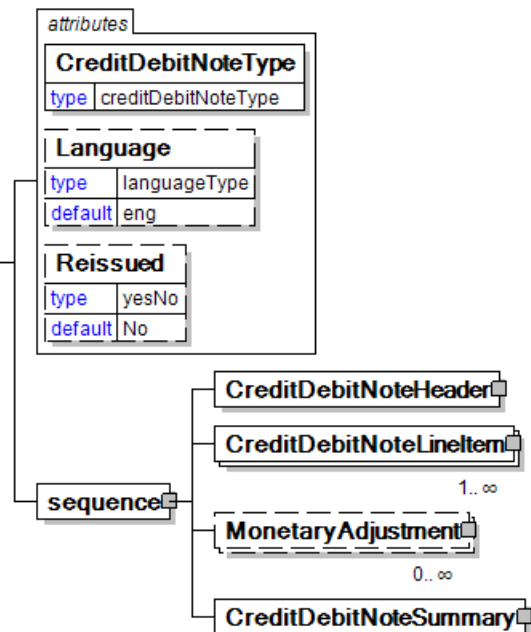 attributes
CreditDebitNoteType
type creditDebitNoteType
Language
type languageType
default eng
Reissued
type yesNo
default No
CreditDebitNoteHeader
CreditDebitNoteLineItem
1.. ∞
sequence
MonetaryAdjustment
0.. ∞
CreditDebitNoteSummary